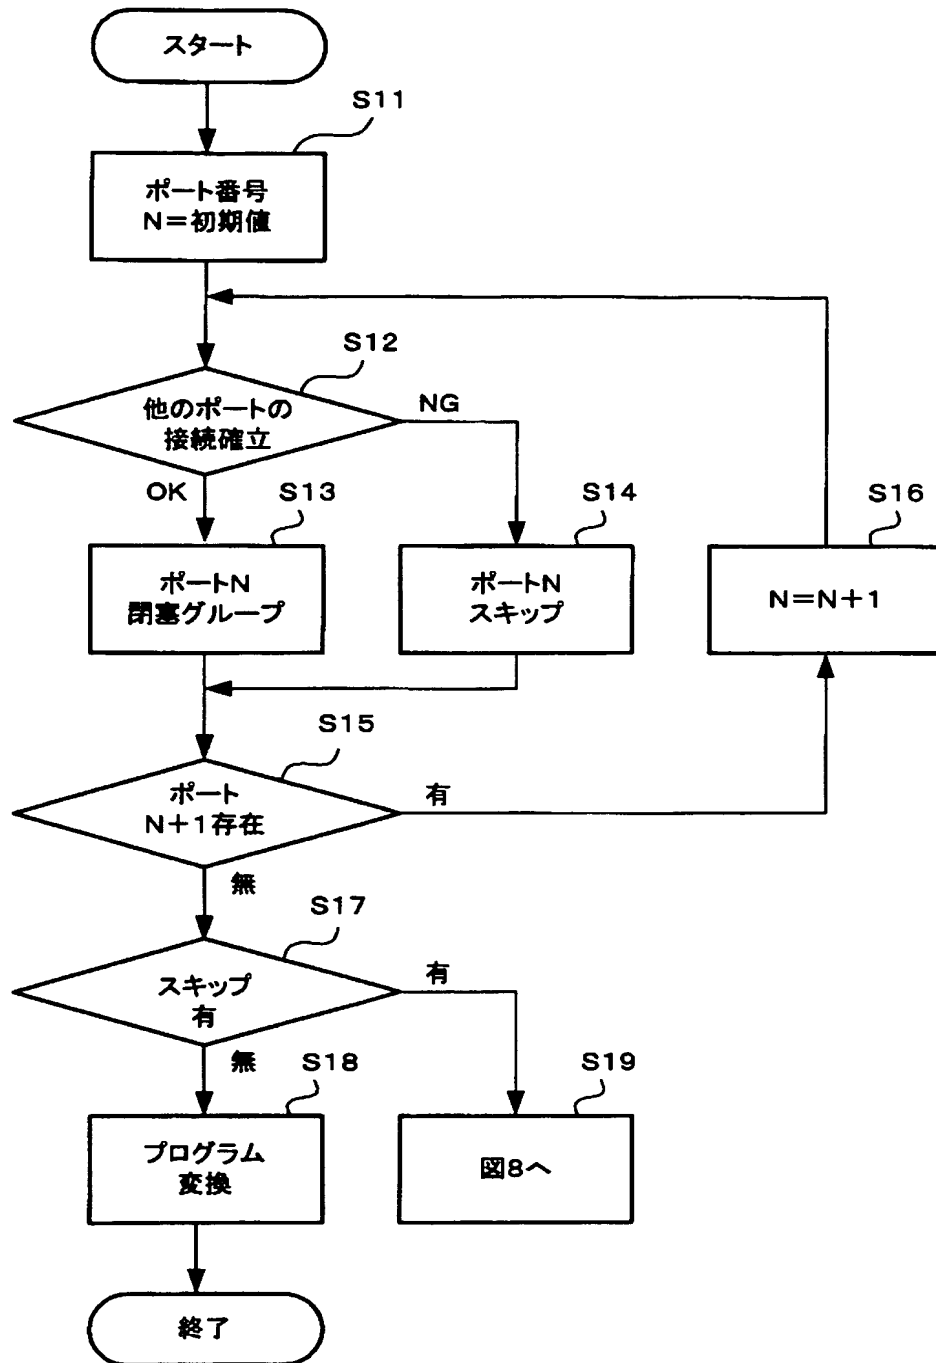 スタート
S11
ポート番号
N=初期値
S12
他のポートの
接続確立
NG
OK
S13
S14
S16
ポートN
閉塞グループ
ポートN
スキップ
N=N+1
S15
ポート
N+1存在
有
無
S17
スキップ
有
有
無
S18
S19
プログラム
変換
図8へ
終了